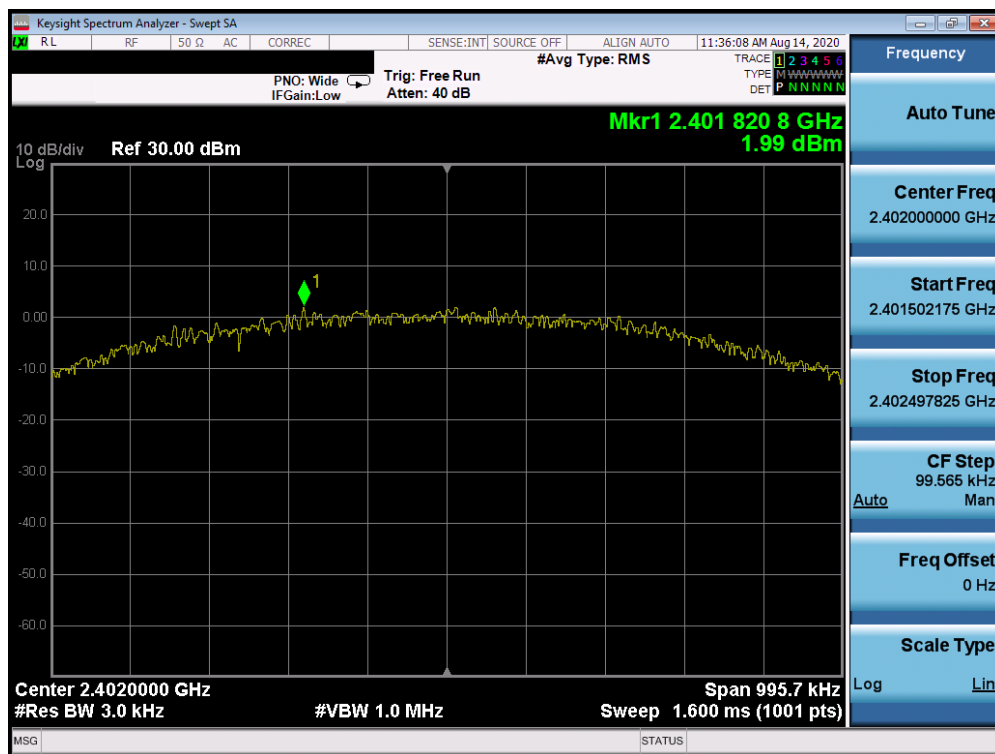 Keysight Spectrum Analyzer - Swept SA
LXI RL RF 50 Ω AC CORREC SENSE:INT SOURCE OFF ALIGN AUTO 11:36:08 AM Aug 14, 2020
#Avg Type: RMS
TRACE 1 2 3 4 5 6
PNO: Wide Trig: Free Run
TYPE M WWWWW
IFGain:Low Atten: 40 dB
DET P N N N N N
Mkr1 2.401 820 8 GHz
1.99 dBm
10 dB/div Ref 30.00 dBm
Log
20.0
10.0
1
0.00
-10.0
-20.0
-30.0
-40.0
-50.0
-60.0
Center 2.4020000 GHz Span 995.7 kHz
#Res BW 3.0 kHz #VBW 1.0 MHz Sweep 1.600 ms (1001 pts)
MSG STATUS
Frequency
Auto Tune
Center Freq
2.402000000 GHz
Start Freq
2.401502175 GHz
Stop Freq
2.402497825 GHz
CF Step
99.565 kHz
Auto Man
Freq Offset
0 Hz
Scale Type
Log Lin